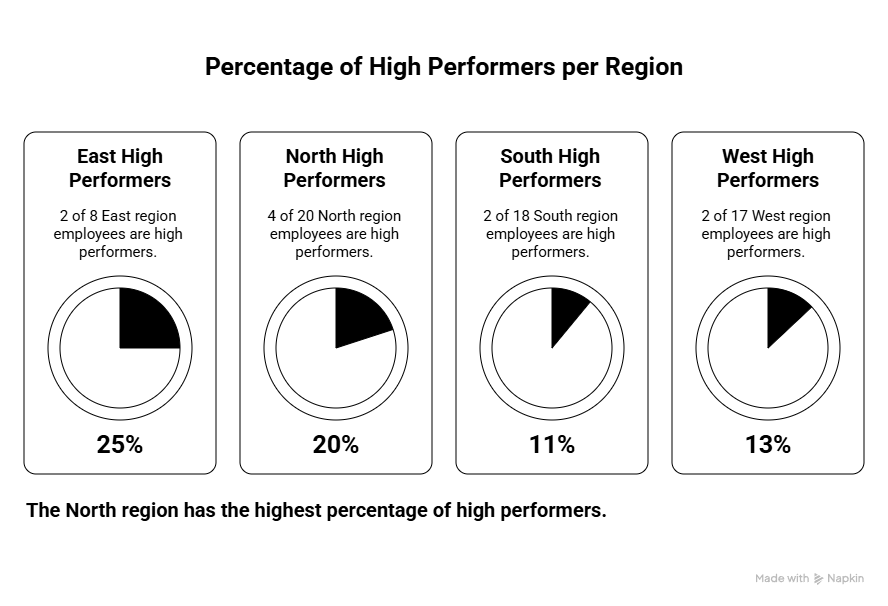 Percentage of High Performers per Region
East High
Performers
2 of 8 East region
employees are high
performers.
25%
North High
Performers
4 of 20 North region
employees are high
performers.
20%
South High
Performers
2 of 18 South region
employees are high
performers.
11%
West High
Performers
2 of 17 West region
employees are high
performers.
13%
The North region has the highest percentage of high performers.
Made with Napkin